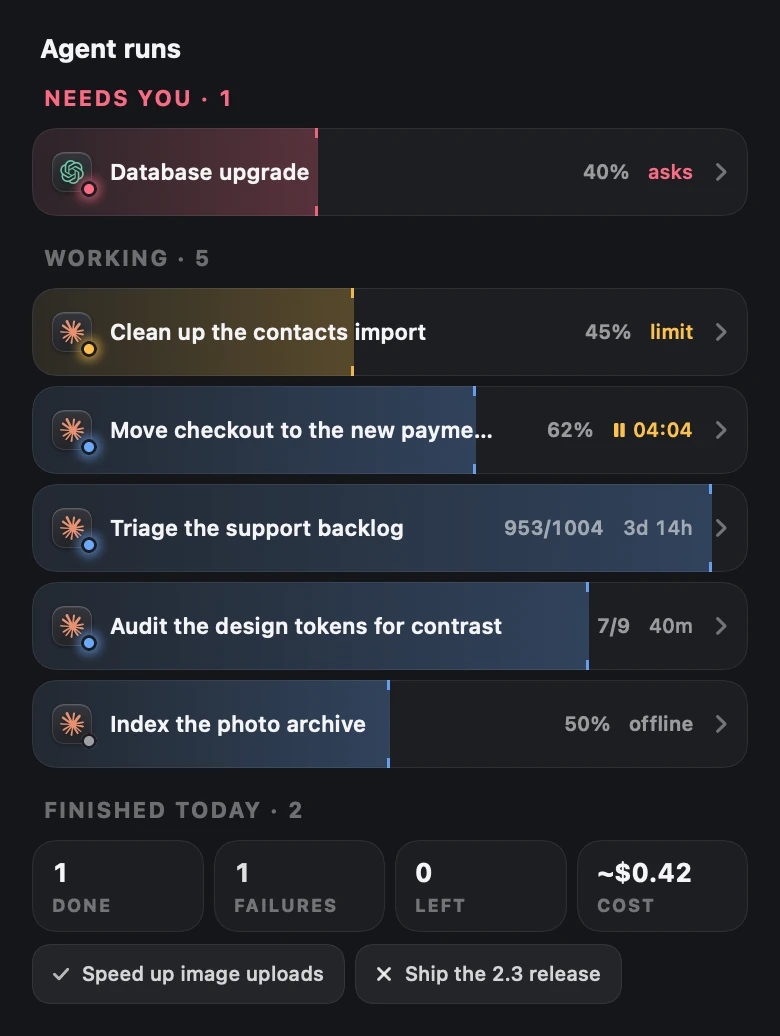 Agent runs
NEEDS YOU · 1
Database upgrade 40% asks
WORKING · 5
Clean up the contacts import 45% limit
Move checkout to the new payme... 62% 04:04
Triage the support backlog 953/1004 3d 14h
Audit the design tokens for contrast 7/9 40m
Index the photo archive 50% offline
FINISHED TODAY · 2
1 1 0 ~$0.42
DONE FAILURES LEFT COST
Speed up image uploads Ship the 2.3 release